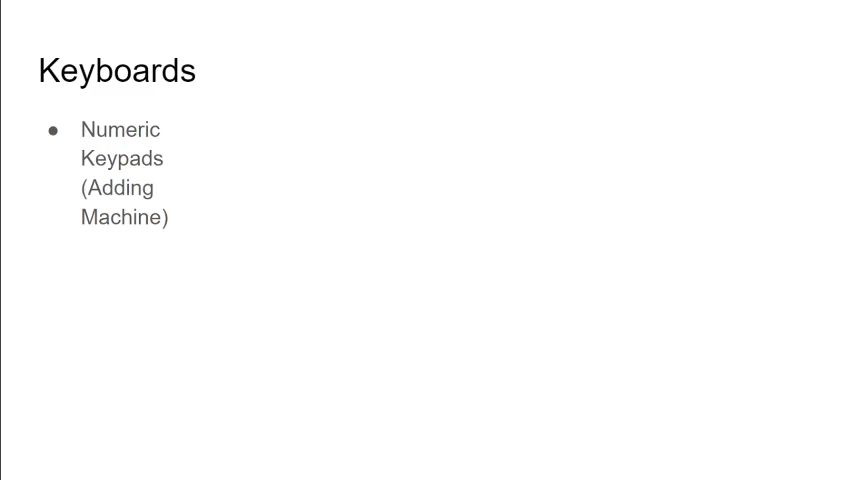 Keyboards
● Numeric
Keypads
(Adding
Machine)